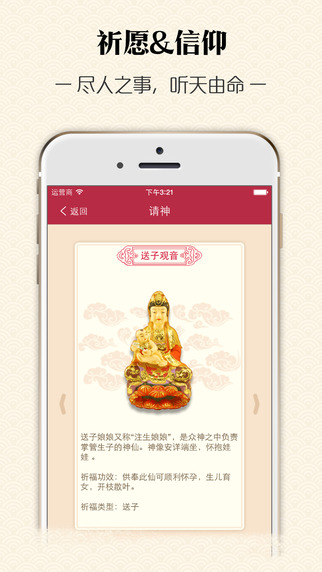 祈愿&信仰
尽人之事，听天由命
运营商 下午3:21
返回 请神
送子观音
送子娘娘又称“注生娘娘”，是众神之中负责
掌管生子的神仙。神像安详端坐，怀抱娃
娃 。
祈福功效：供奉此仙可顺利怀孕，生儿育
女、开枝散叶。
祈福类型：送子